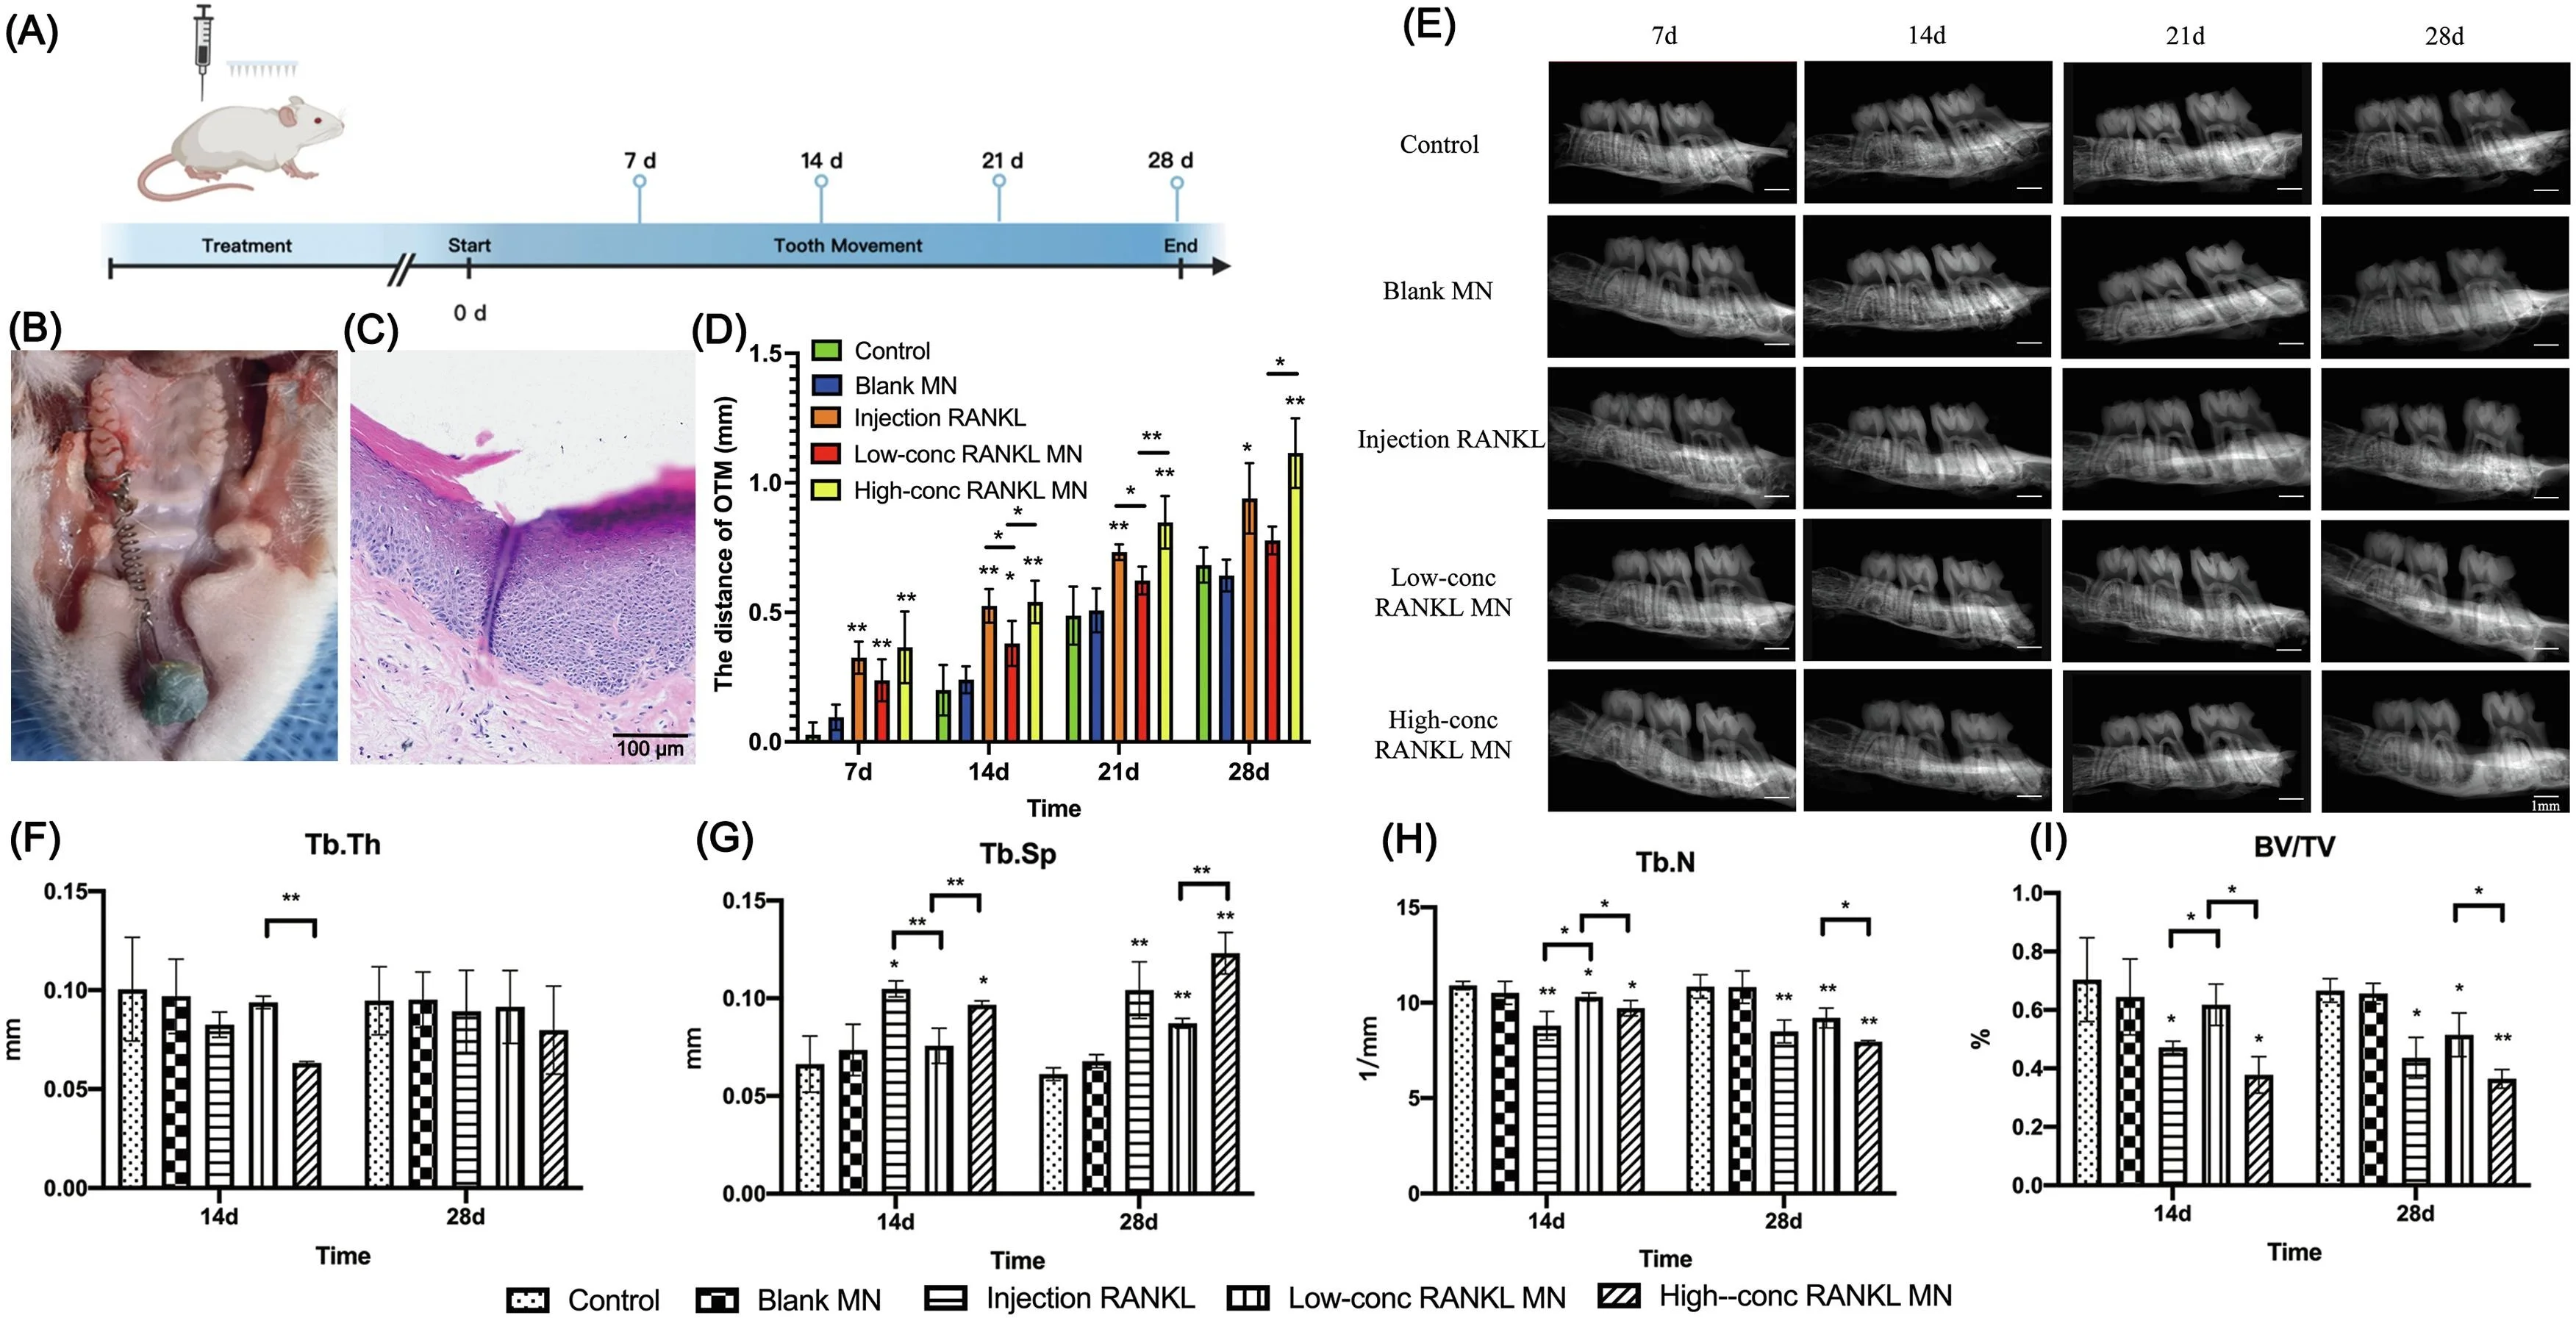 (A)
7 d
14 d
21 d
28 d
Treatment
Start
Tooth Movement
End
0 d
(B)
(C)
100 µm
(D)
The distance of OTM (mm)
1.5
1.0
0.5
0.0
Control
Blank MN
Injection RANKL
Low-conc RANKL MN
High-conc RANKL MN
**
**
**
**
*
**
*
*
**
**
*
**
*
**
*
7d
14d
21d
28d
Time
(E)
7d
14d
21d
28d
Control
Blank MN
Injection RANKL
Low-conc
RANKL MN
High-conc
RANKL MN
1mm
(F)
Tb.Th
mm
0.15
0.10
0.05
0.00
**
14d
28d
Time
(G)
Tb.Sp
mm
0.15
0.10
0.05
0.00
*
*
**
**
**
**
**
**
14d
28d
Time
(H)
Tb.N
1/mm
15
10
5
0
**
*
*
*
*
**
**
**
*
14d
28d
Time
(I)
BV/TV
%
1.0
0.8
0.6
0.4
0.2
0.0
*
*
*
*
*
*
**
*
14d
28d
Time
Control
Blank MN
Injection RANKL
Low-conc RANKL MN
High--conc RANKL MN